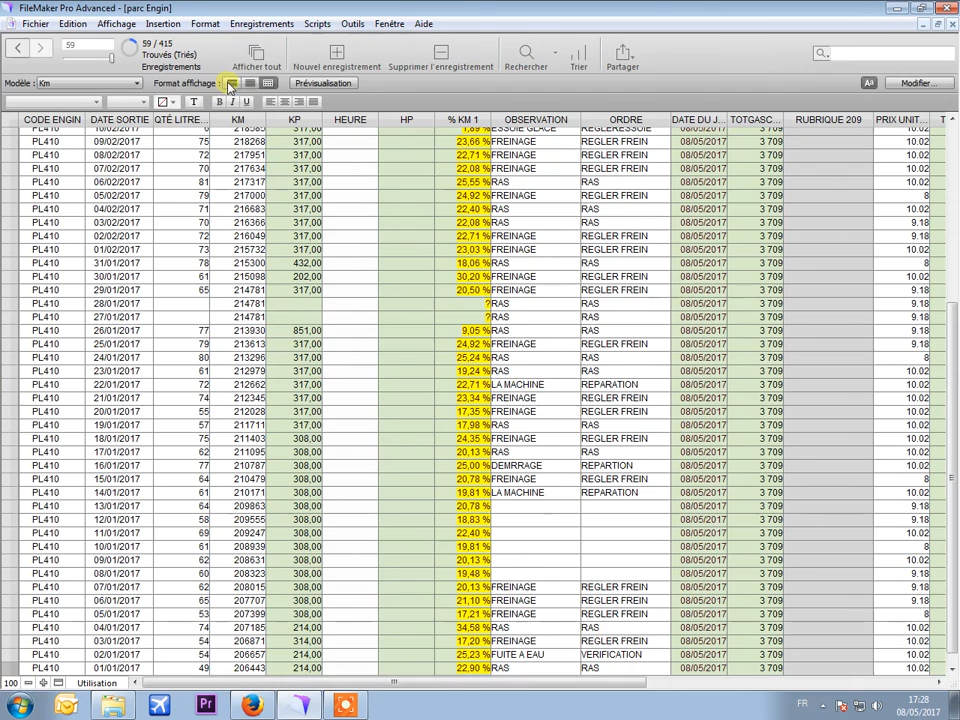 FileMaker Pro Advanced - [parc Engin]
Fichier Edition Affichage Insertion Format Enregistrements Scripts Outils Fenêtre Aide
59 59 / 415
Trouvés (Triés)
Enregistrements Afficher tout Nouvel enregistrement Supprimer l'enregistrement Rechercher Trier Partager
Modèle : Km Format affichage : Prévisualisation Aa Modifier...
T B I U
CODE ENGIN DATE SORTIE QTÉ LITRE... KM KP HEURE HP % KM 1 OBSERVATION ORDRE DATE DU J... TOTGASC... RUBRIQUE 209 PRIX UNIT... T
PL410 10/02/2017 6 218585 317,00 1,89 % ESSOIE GLACE REGLERESSOIE 08/05/2017 3 709 10.02
PL410 09/02/2017 75 218268 317,00 23,66 % FREINAGE REGLER FREIN 08/05/2017 3 709 10.02
PL410 08/02/2017 72 217951 317,00 22,71 % FREINAGE REGLER FREIN 08/05/2017 3 709 10.02
PL410 07/02/2017 70 217634 317,00 22,08 % FREINAGE REGLER FREIN 08/05/2017 3 709 10.02
PL410 06/02/2017 81 217317 317,00 25,55 % RAS RAS 08/05/2017 3 709 10.02
PL410 05/02/2017 79 217000 317,00 24,92 % FREINAGE REGLER FREIN 08/05/2017 3 709 8
PL410 04/02/2017 71 216683 317,00 22,40 % RAS RAS 08/05/2017 3 709 10.02
PL410 03/02/2017 70 216366 317,00 22,08 % RAS RAS 08/05/2017 3 709 9.18
PL410 02/02/2017 72 216049 317,00 22,71 % FREINAGE REGLER FREIN 08/05/2017 3 709 9.18
PL410 01/02/2017 73 215732 317,00 23,03 % FREINAGE REGLER FREIN 08/05/2017 3 709 10.02
PL410 31/01/2017 78 215300 432,00 18,06 % RAS RAS 08/05/2017 3 709 8
PL410 30/01/2017 61 215098 202,00 30,20 % FREINAGE REGLER FREIN 08/05/2017 3 709 10.02
PL410 29/01/2017 65 214781 317,00 20,50 % FREINAGE REGLER FREIN 08/05/2017 3 709 9.18
PL410 28/01/2017 214781 ? RAS RAS 08/05/2017 3 709 9.18
PL410 27/01/2017 214781 ? RAS RAS 08/05/2017 3 709 9.18
PL410 26/01/2017 77 213930 851,00 9,05 % RAS RAS 08/05/2017 3 709 9.18
PL410 25/01/2017 79 213613 317,00 24,92 % FREINAGE REGLER FREIN 08/05/2017 3 709 9.18
PL410 24/01/2017 80 213296 317,00 25,24 % RAS RAS 08/05/2017 3 709 8
PL410 23/01/2017 61 212979 317,00 19,24 % RAS RAS 08/05/2017 3 709 10.02
PL410 22/01/2017 72 212662 317,00 22,71 % LA MACHINE REPARATION 08/05/2017 3 709 10.02
PL410 21/01/2017 74 212345 317,00 23,34 % FREINAGE REGLER FREIN 08/05/2017 3 709 9.18
PL410 20/01/2017 55 212028 317,00 17,35 % FREINAGE REGLER FREIN 08/05/2017 3 709 10.02
PL410 19/01/2017 57 211711 317,00 17,98 % RAS RAS 08/05/2017 3 709 9.18
PL410 18/01/2017 75 211403 308,00 24,35 % FREINAGE REGLER FREIN 08/05/2017 3 709 8
PL410 17/01/2017 62 211095 308,00 20,13 % RAS RAS 08/05/2017 3 709 10.02
PL410 16/01/2017 77 210787 308,00 25,00 % DEMRRAGE REPARTION 08/05/2017 3 709 10.02
PL410 15/01/2017 64 210479 308,00 20,78 % FREINAGE REGLER FREIN 08/05/2017 3 709 8
PL410 14/01/2017 61 210171 308,00 19,81 % LA MACHINE REPARATION 08/05/2017 3 709 10.02
PL410 13/01/2017 64 209863 308,00 20,78 % 08/05/2017 3 709 9.18
PL410 12/01/2017 58 209555 308,00 18,83 % 08/05/2017 3 709 9.18
PL410 11/01/2017 69 209247 308,00 22,40 % 08/05/2017 3 709 10.02
PL410 10/01/2017 61 208939 308,00 19,81 % 08/05/2017 3 709 8
PL410 09/01/2017 62 208631 308,00 20,13 % 08/05/2017 3 709 10.02
PL410 08/01/2017 60 208323 308,00 19,48 % 08/05/2017 3 709 9.18
PL410 07/01/2017 62 208015 308,00 20,13 % FREINAGE REGLER FREIN 08/05/2017 3 709 9.18
PL410 06/01/2017 65 207707 308,00 21,10 % FREINAGE REGLER FREIN 08/05/2017 3 709 9.18
PL410 05/01/2017 53 207399 308,00 17,21 % FREINAGE REGLER FREIN 08/05/2017 3 709 8
PL410 04/01/2017 74 207185 214,00 34,58 % RAS RAS 08/05/2017 3 709 10.02
PL410 03/01/2017 54 206871 314,00 17,20 % FREINAGE REGLER FREIN 08/05/2017 3 709 9.18
PL410 02/01/2017 54 206657 214,00 25,23 % FUITE A EAU VERIFICATION 08/05/2017 3 709 9.18
PL410 01/01/2017 49 206443 214,00 22,90 % RAS RAS 08/05/2017 3 709 10.02
100 Utilisation
Pr FR 17:28
08/05/2017